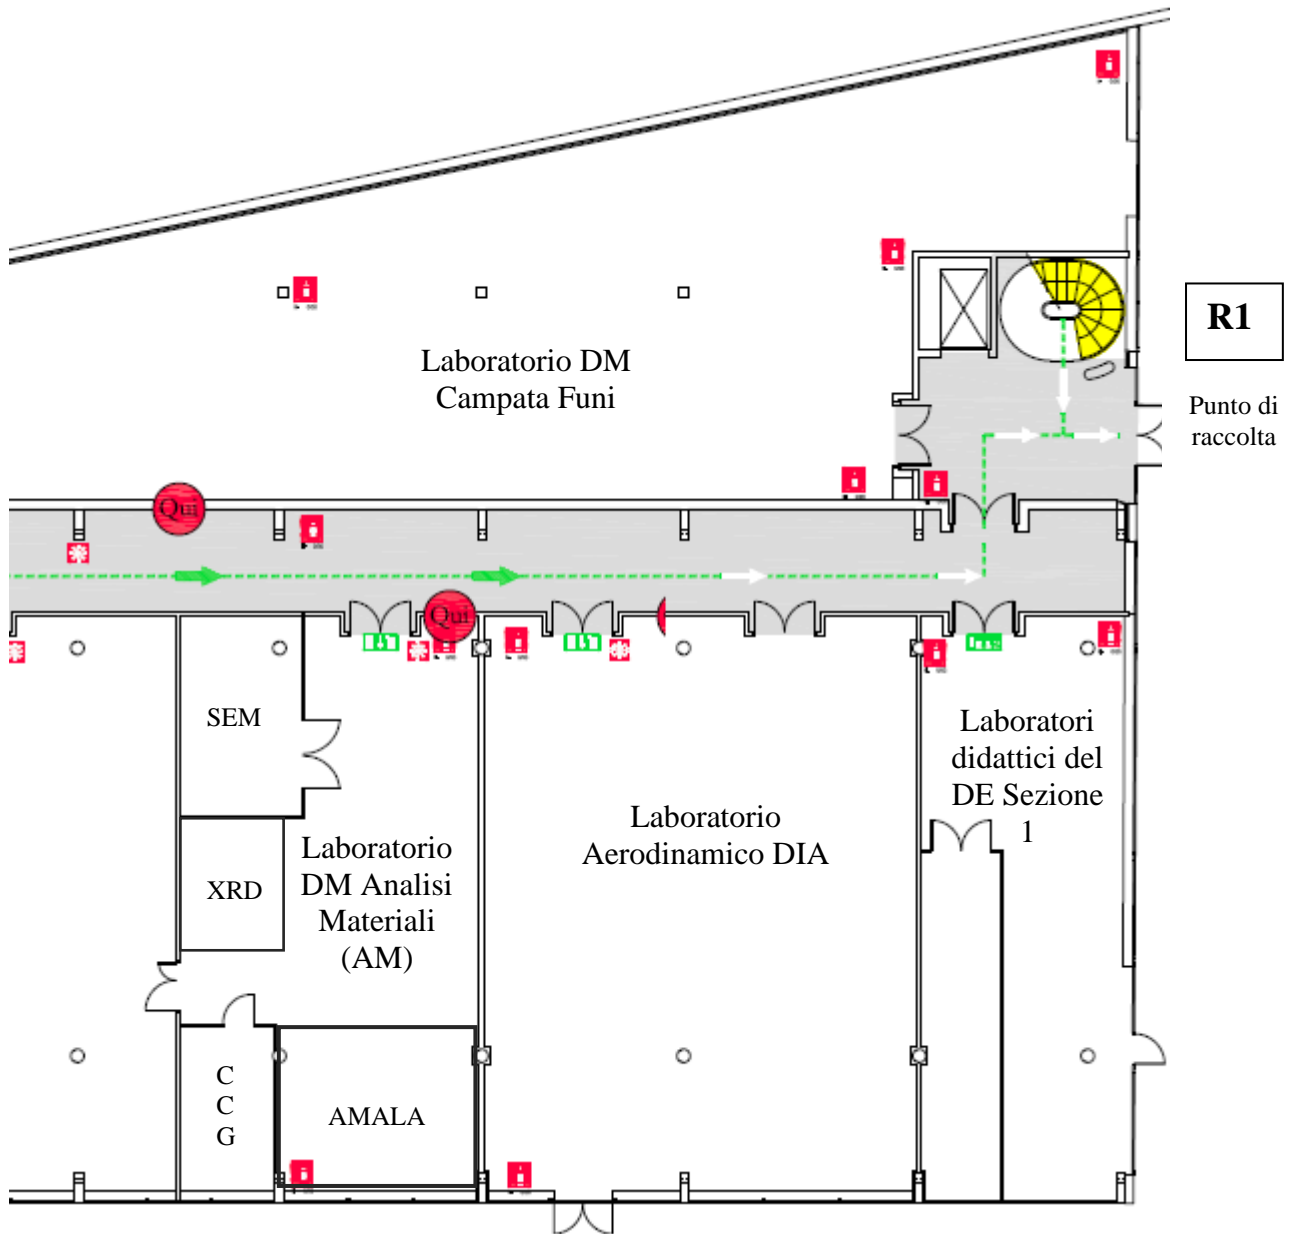 R1
Laboratorio DM
Campata Funi
Punto di
raccolta
Qui
Qui
SEM
Laboratori
didattici del
DE Sezione
1
Laboratorio
Aerodinamico DIA
Laboratorio
DM Analisi
Materiali
(AM)
XRD
C
C
G
AMALA